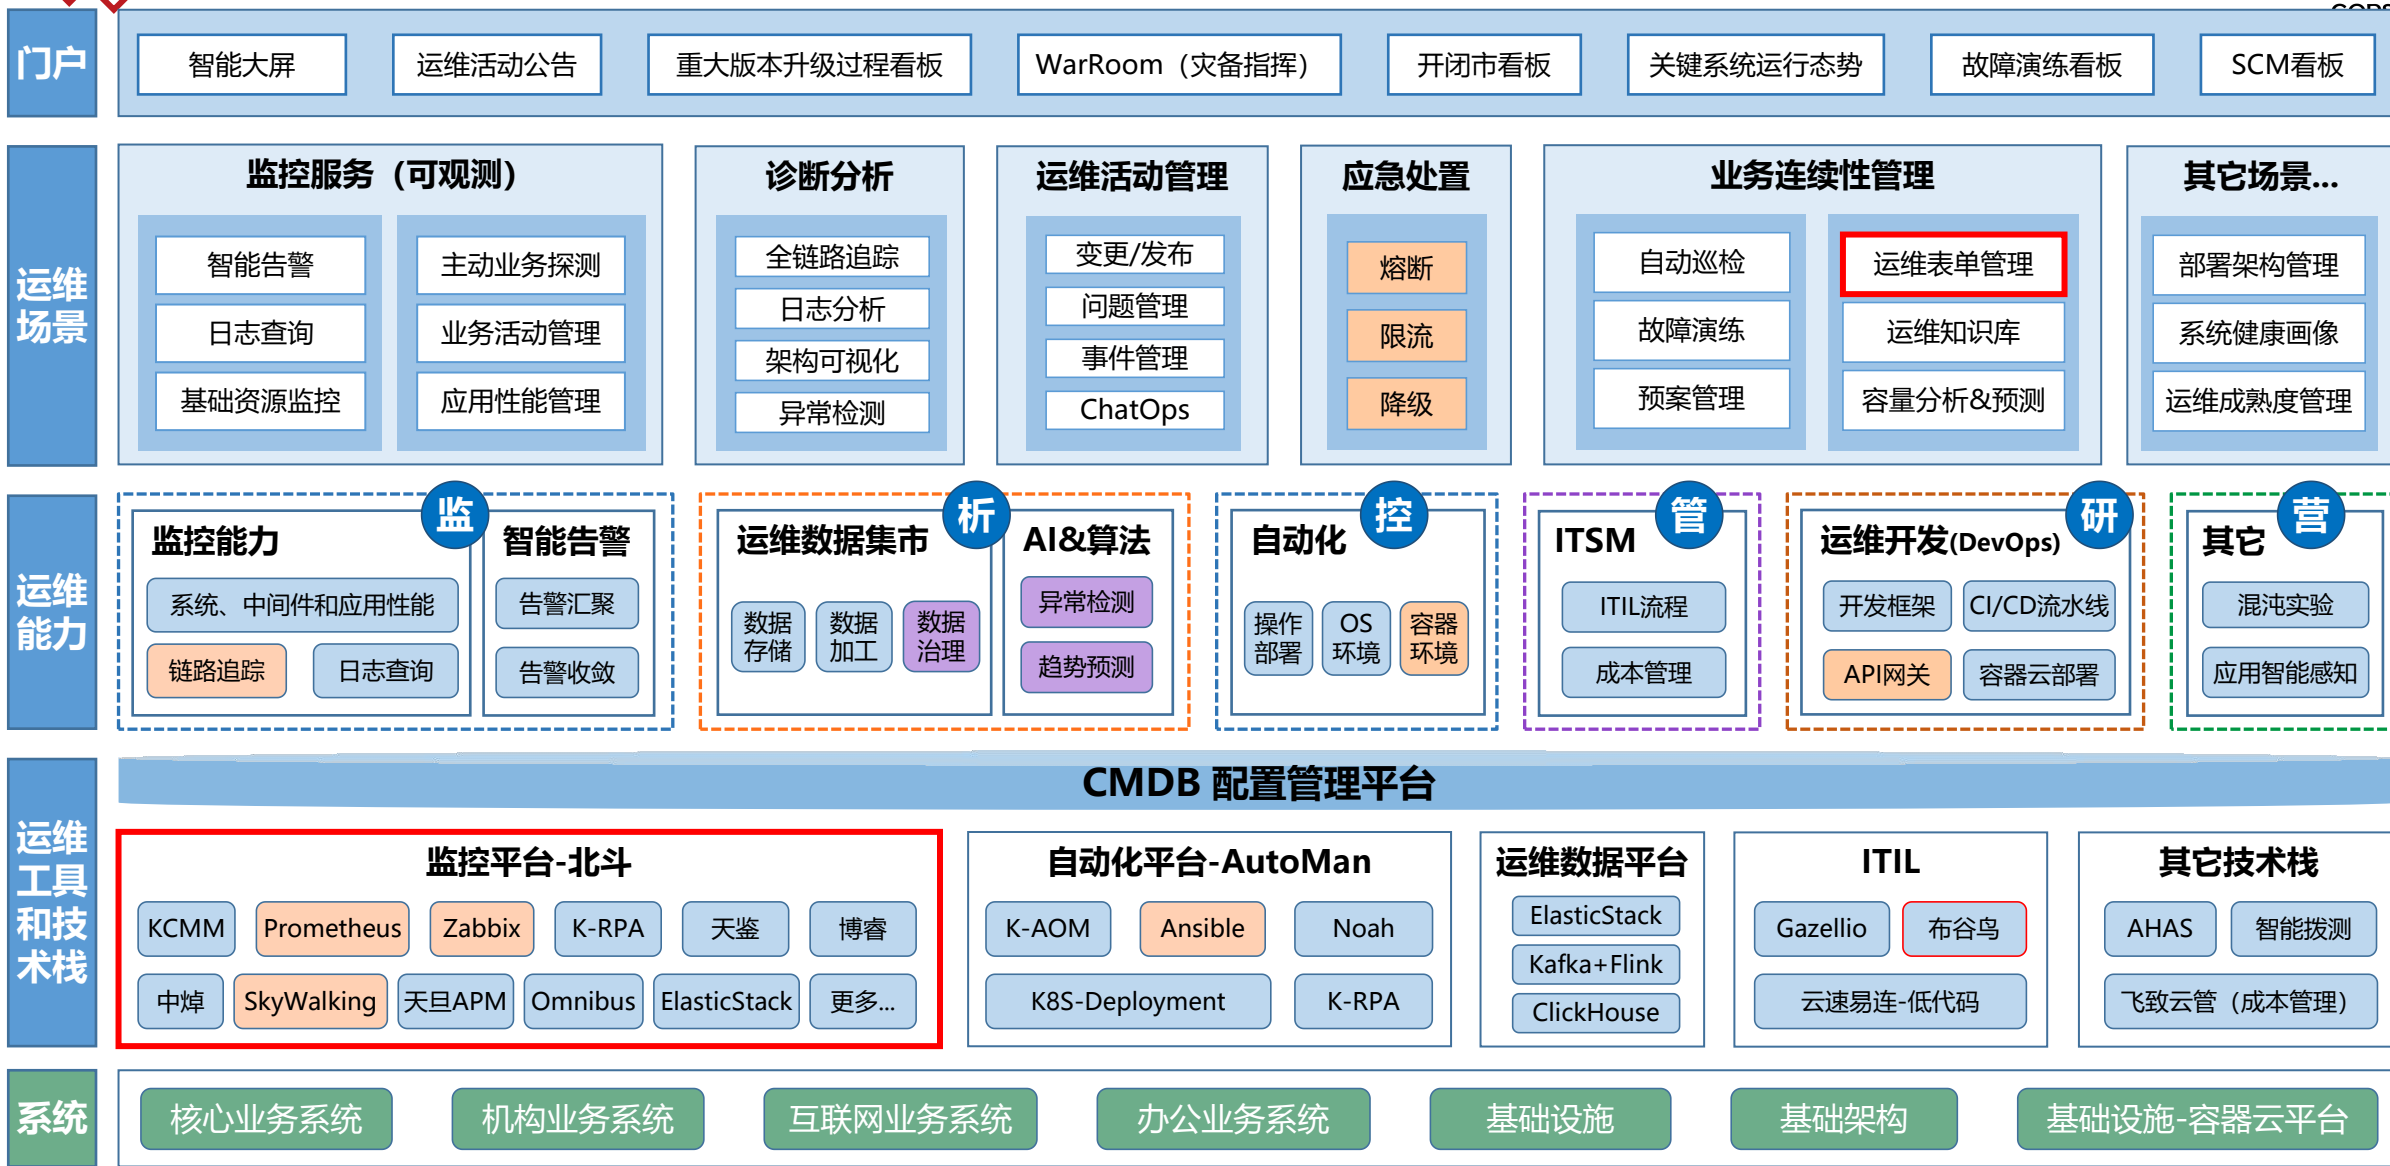 门户
智能大屏
运维活动公告
重大版本升级过程看板
WarRoom（灾备指挥）
开闭市看板
关键系统运行态势
故障演练看板
SCM看板
运维
场景
监控服务（可观测）
智能告警
日志查询
基础资源监控
主动业务探测
业务活动管理
应用性能管理
诊断分析
全链路追踪
日志分析
架构可视化
异常检测
运维活动管理
变更/发布
问题管理
事件管理
ChatOps
应急处置
熔断
限流
降级
业务连续性管理
自动巡检
故障演练
预案管理
运维表单管理
运维知识库
容量分析&预测
其它场景...
部署架构管理
系统健康画像
运维成熟度管理
运维
能力
监
监控能力
系统、中间件和应用性能
链路追踪
日志查询
智能告警
告警汇聚
告警收敛
析
运维数据集市
数据
存储
数据
加工
数据
治理
AI&算法
异常检测
趋势预测
控
自动化
操作
部署
OS
环境
容器
环境
管
ITSM
ITIL流程
成本管理
研
运维开发(DevOps)
开发框架
CI/CD流水线
API网关
容器云部署
营
其它
混沌实验
应用智能感知
运维
工具
和技
术栈
CMDB 配置管理平台
监控平台-北斗
KCMM
Prometheus
Zabbix
K-RPA
天鉴
博睿
中焯
SkyWalking
天旦APM
Omnibus
ElasticStack
更多...
自动化平台-AutoMan
K-AOM
Ansible
Noah
K8S-Deployment
K-RPA
运维数据平台
ElasticStack
Kafka+Flink
ClickHouse
ITIL
Gazellio
布谷鸟
云速易连-低代码
其它技术栈
AHAS
智能拨测
飞致云管（成本管理）
系统
核心业务系统
机构业务系统
互联网业务系统
办公业务系统
基础设施
基础架构
基础设施-容器云平台